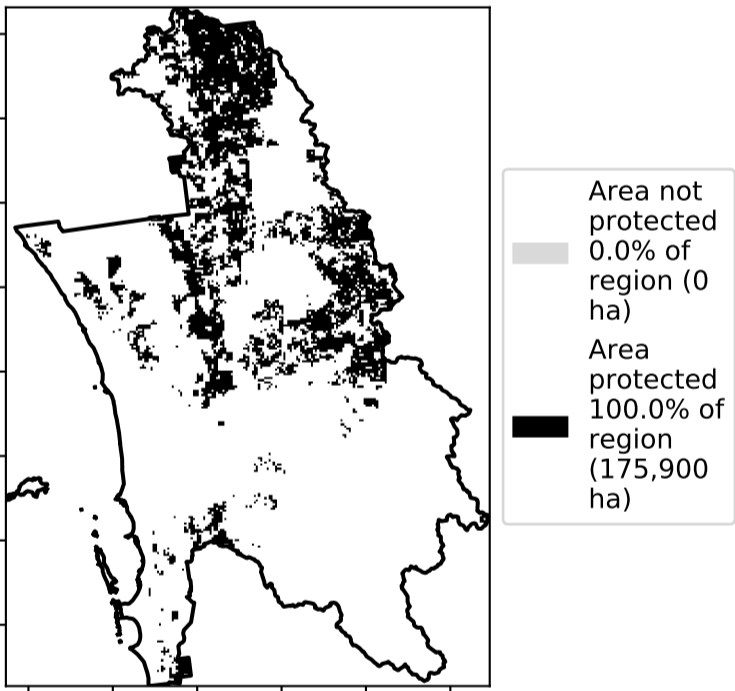 Area not
protected
0.0% of
region (0
ha)
Area
protected
100.0% of
region
(175,900
ha)